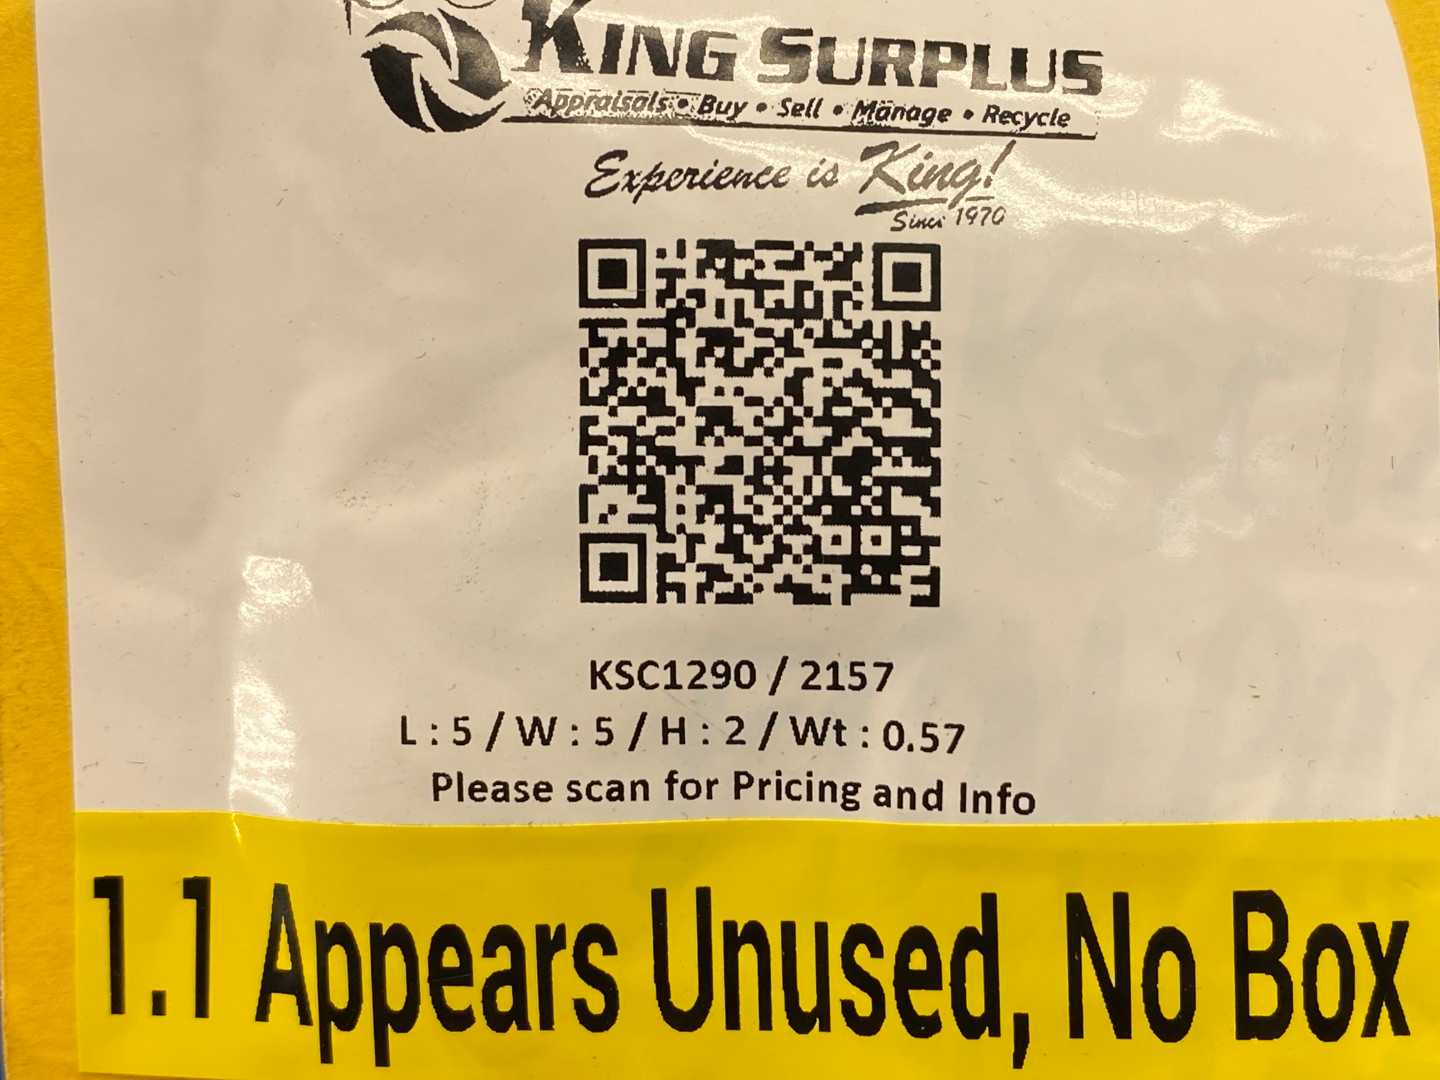 King Surplus
Appraisals • Buy • Sell • Manage • Recycle
Experience is King!
Since 1970
KSC1290 / 2157
L : 5 / W : 5 / H : 2 / Wt : 0.57
Please scan for Pricing and Info
1.1 Appears Unused, No Box